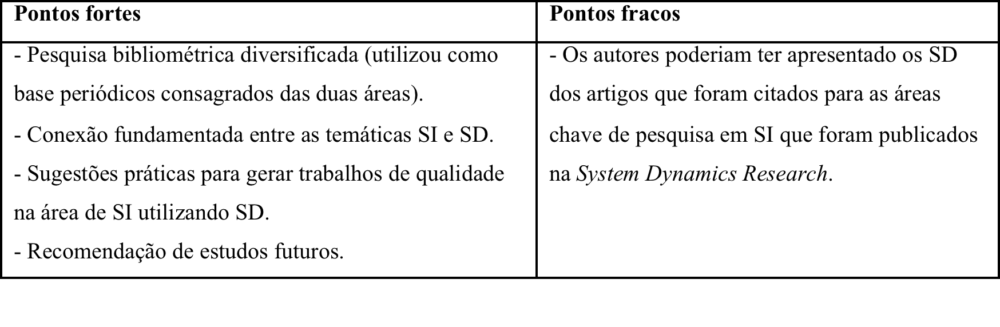 Pontos fortes
- Pesquisa bibliométrica diversificada (utilizou como
base periódicos consagrados das duas áreas).
- Conexão fundamentada entre as temáticas SI e SD.
- Sugestões práticas para gerar trabalhos de qualidade
na área de SI utilizando SD.
- Recomendação de estudos futuros.
Pontos fracos
- Os autores poderiam ter apresentado os SD
dos artigos que foram citados para as áreas
chave de pesquisa em SI que foram publicados
na System Dynamics Research.